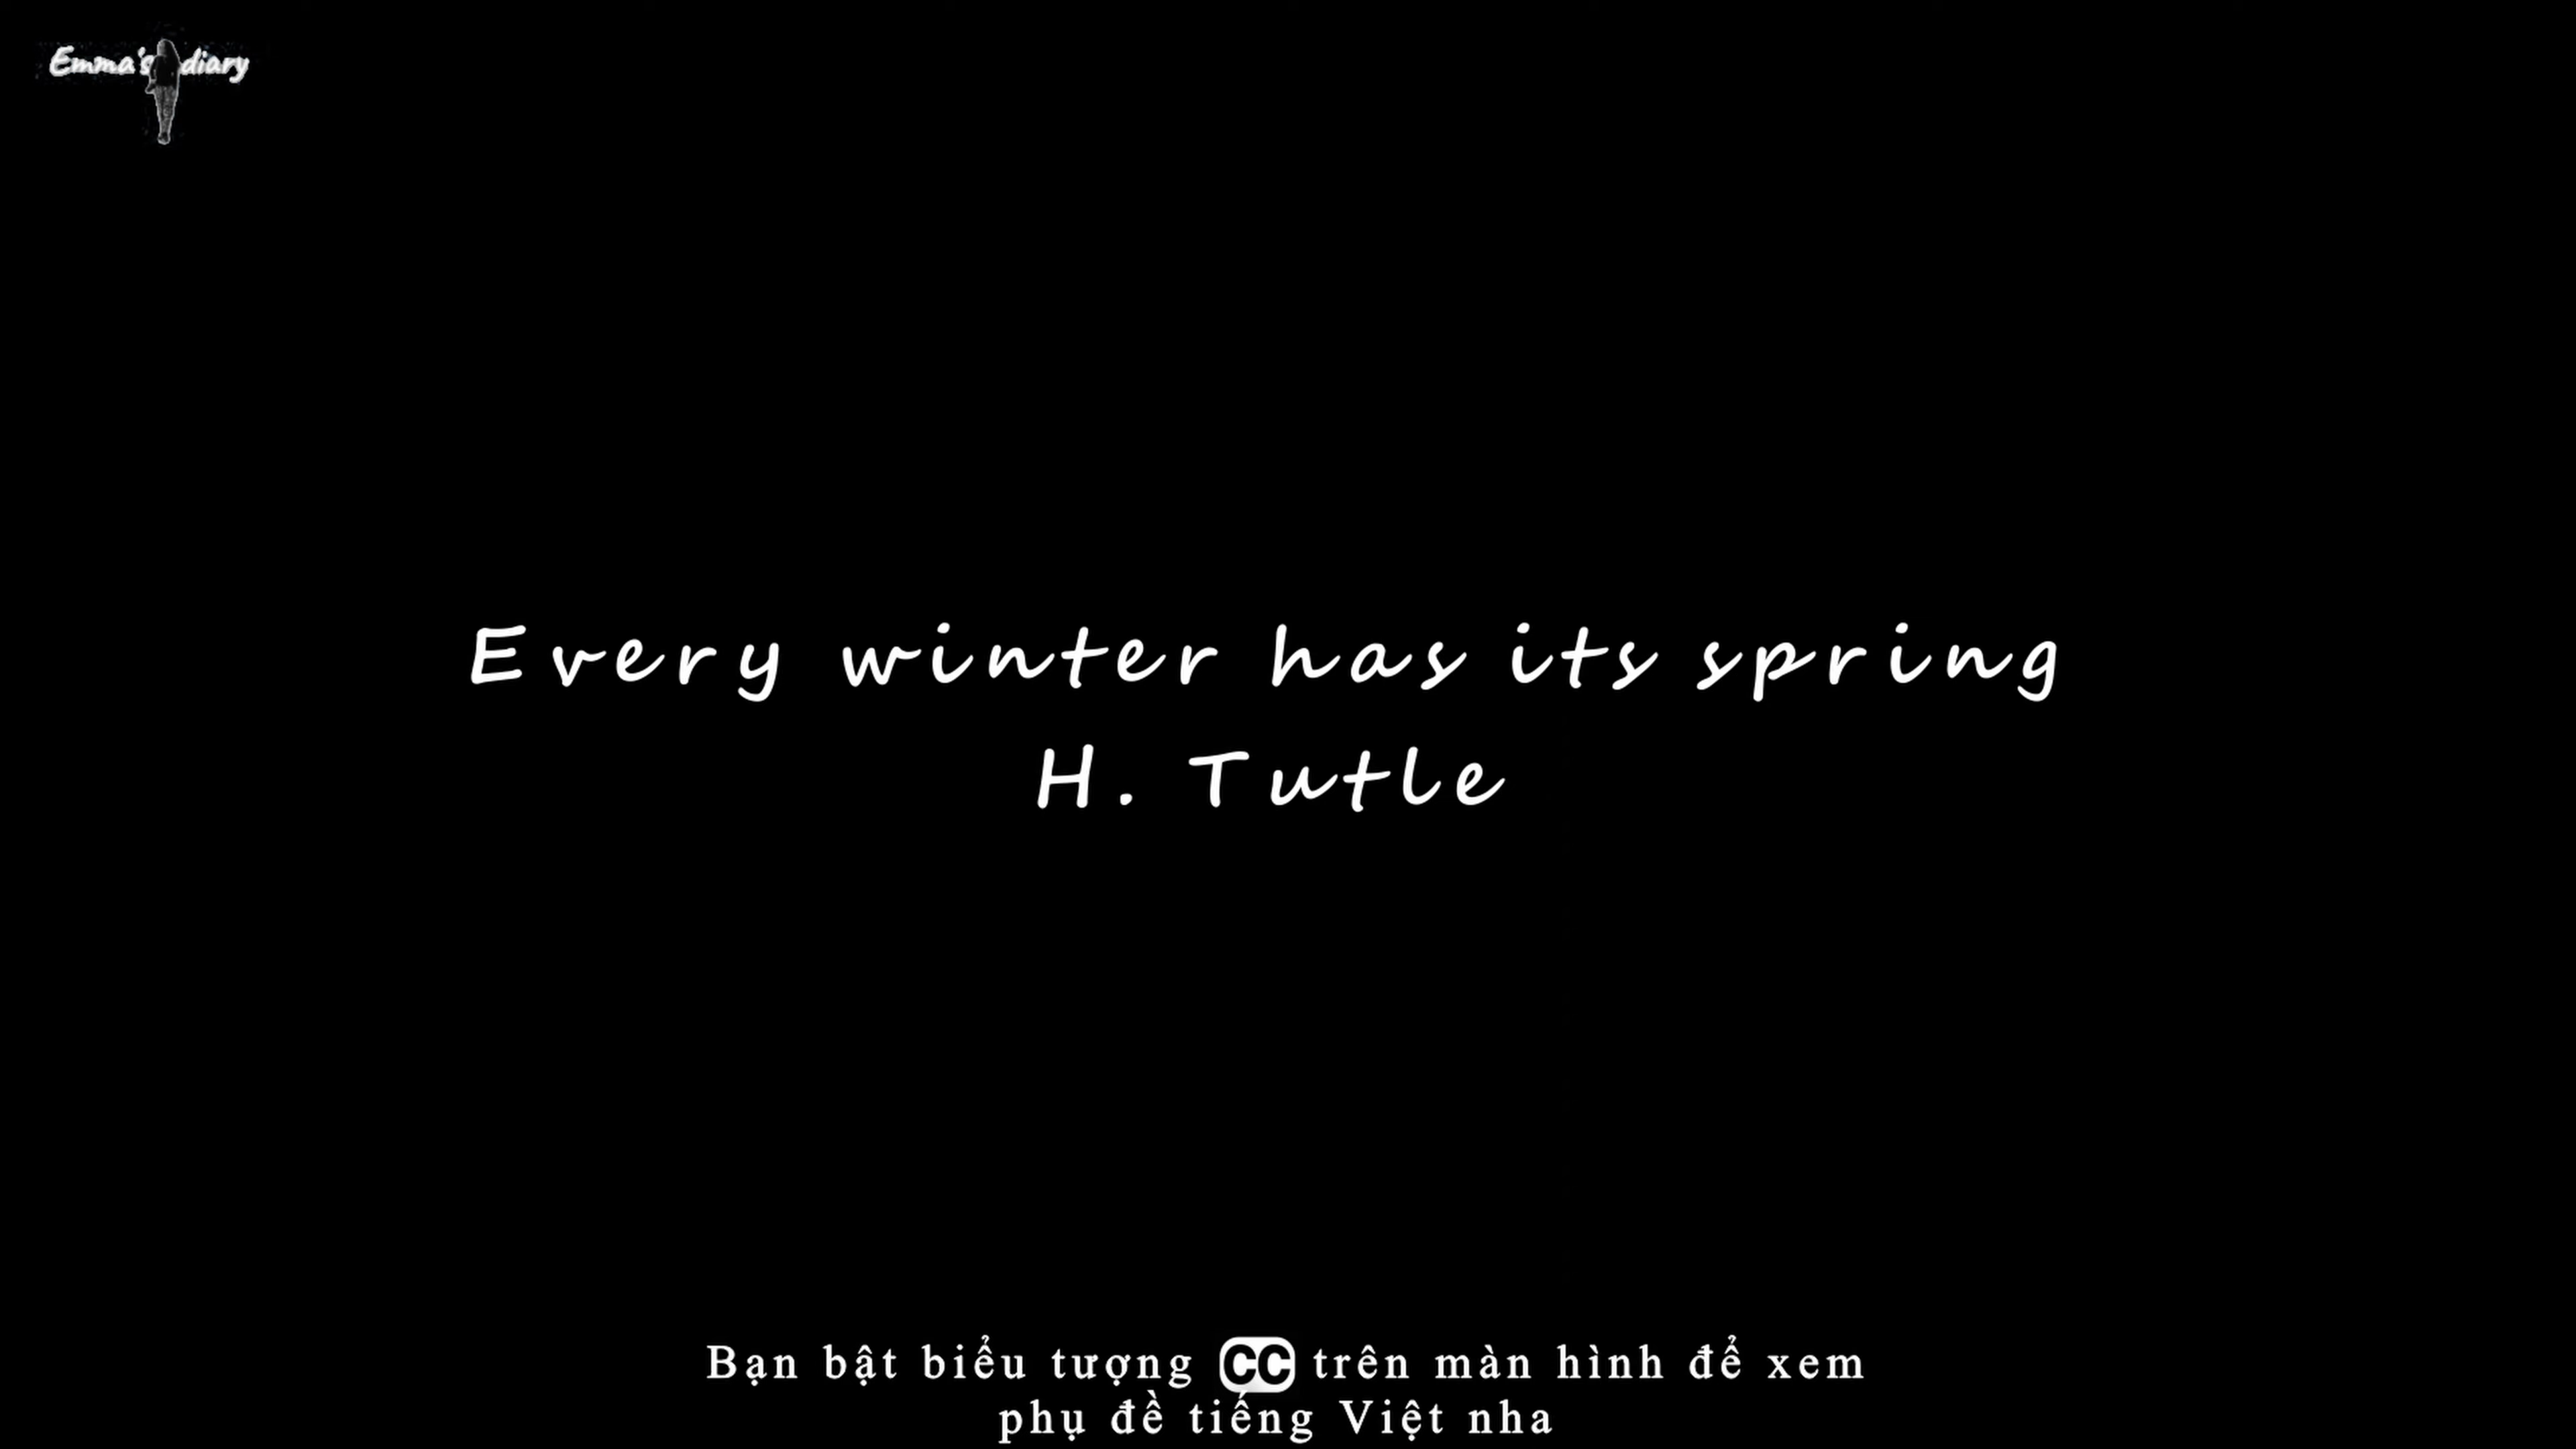 Emma's diary
Every winter has its spring
H. Tutle
Bạn bật biểu tượng CC trên màn hình để xem
phụ đề tiếng Việt nha